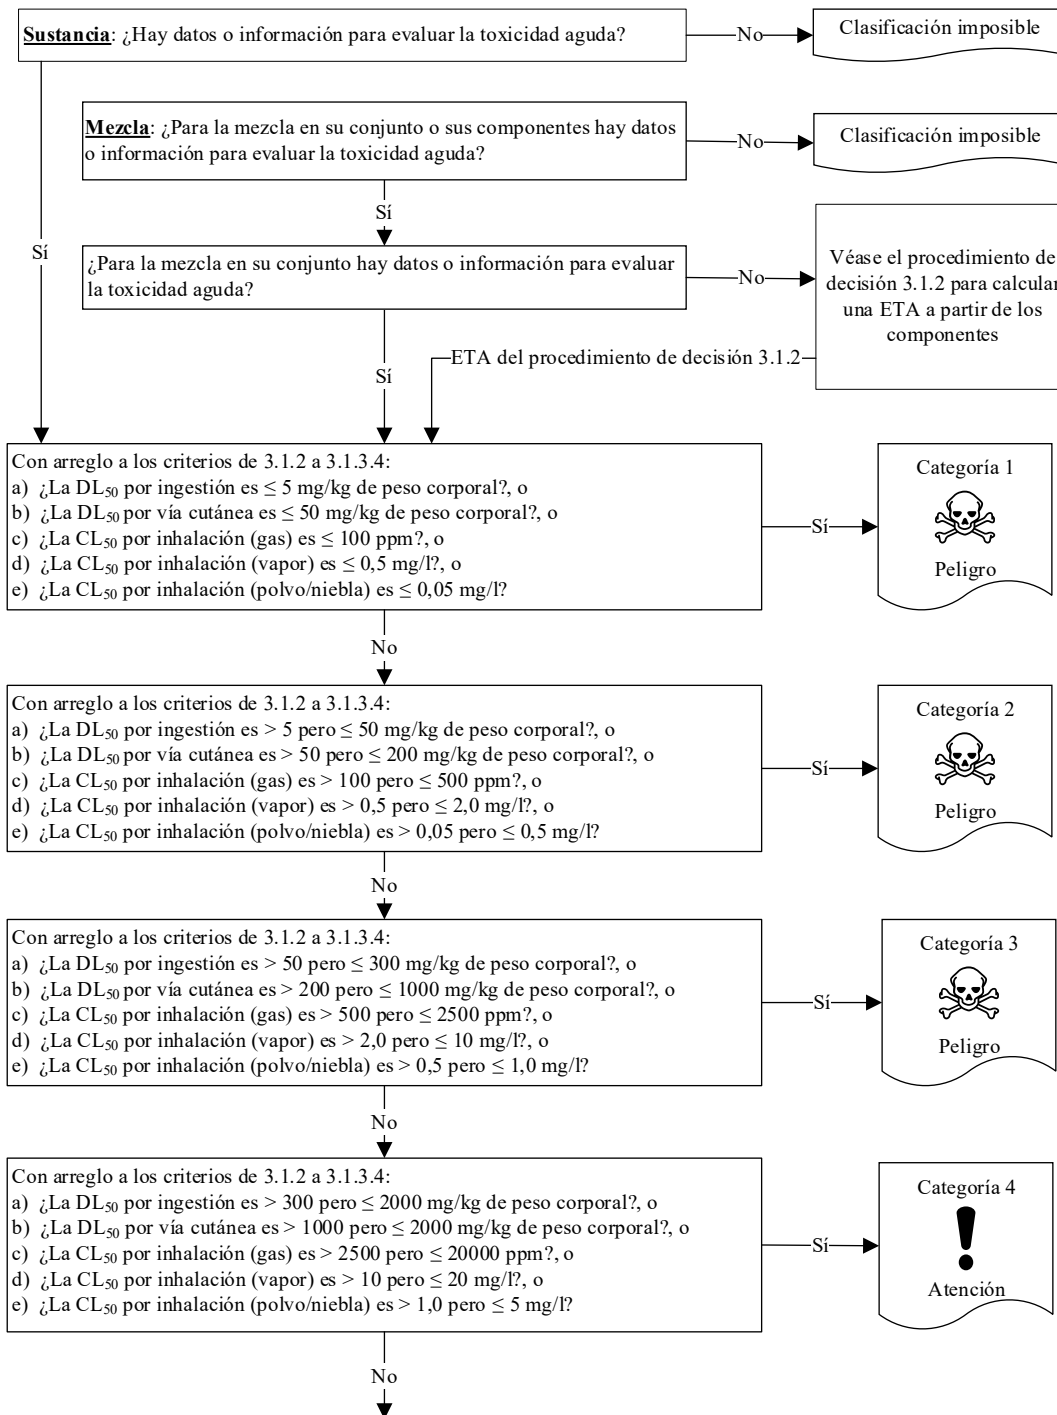 Sustancia: ¿Hay datos o información para evaluar la toxicidad aguda?
No
Clasificación imposible
Mezcla: ¿Para la mezcla en su conjunto o sus componentes hay datos
o información para evaluar la toxicidad aguda?
No
Clasificación imposible
Sí
Sí
¿Para la mezcla en su conjunto hay datos o información para evaluar
la toxicidad aguda?
No
Véase el procedimiento de
decisión 3.1.2 para calcular
una ETA a partir de los
componentes
ETA del procedimiento de decisión 3.1.2
Sí
Con arreglo a los criterios de 3.1.2 a 3.1.3.4:
a) ¿La DL₅₀ por ingestión es ≤ 5 mg/kg de peso corporal?, o
b) ¿La DL₅₀ por vía cutánea es ≤ 50 mg/kg de peso corporal?, o
c) ¿La CL₅₀ por inhalación (gas) es ≤ 100 ppm?, o
d) ¿La CL₅₀ por inhalación (vapor) es ≤ 0,5 mg/l?, o
e) ¿La CL₅₀ por inhalación (polvo/niebla) es ≤ 0,05 mg/l?
Sí
Categoría 1
Peligro
No
Con arreglo a los criterios de 3.1.2 a 3.1.3.4:
a) ¿La DL₅₀ por ingestión es > 5 pero ≤ 50 mg/kg de peso corporal?, o
b) ¿La DL₅₀ por vía cutánea es > 50 pero ≤ 200 mg/kg de peso corporal?, o
c) ¿La CL₅₀ por inhalación (gas) es > 100 pero ≤ 500 ppm?, o
d) ¿La CL₅₀ por inhalación (vapor) es > 0,5 pero ≤ 2,0 mg/l?, o
e) ¿La CL₅₀ por inhalación (polvo/niebla) es > 0,05 pero ≤ 0,5 mg/l?
Sí
Categoría 2
Peligro
No
Con arreglo a los criterios de 3.1.2 a 3.1.3.4:
a) ¿La DL₅₀ por ingestión es > 50 pero ≤ 300 mg/kg de peso corporal?, o
b) ¿La DL₅₀ por vía cutánea es > 200 pero ≤ 1000 mg/kg de peso corporal?, o
c) ¿La CL₅₀ por inhalación (gas) es > 500 pero ≤ 2500 ppm?, o
d) ¿La CL₅₀ por inhalación (vapor) es > 2,0 pero ≤ 10 mg/l?, o
e) ¿La CL₅₀ por inhalación (polvo/niebla) es > 0,5 pero ≤ 1,0 mg/l?
Sí
Categoría 3
Peligro
No
Con arreglo a los criterios de 3.1.2 a 3.1.3.4:
a) ¿La DL₅₀ por ingestión es > 300 pero ≤ 2000 mg/kg de peso corporal?, o
b) ¿La DL₅₀ por vía cutánea es > 1000 pero ≤ 2000 mg/kg de peso corporal?, o
c) ¿La CL₅₀ por inhalación (gas) es > 2500 pero ≤ 20000 ppm?, o
d) ¿La CL₅₀ por inhalación (vapor) es > 10 pero ≤ 20 mg/l?, o
e) ¿La CL₅₀ por inhalación (polvo/niebla) es > 1,0 pero ≤ 5 mg/l?
Sí
Categoría 4
Atención
No